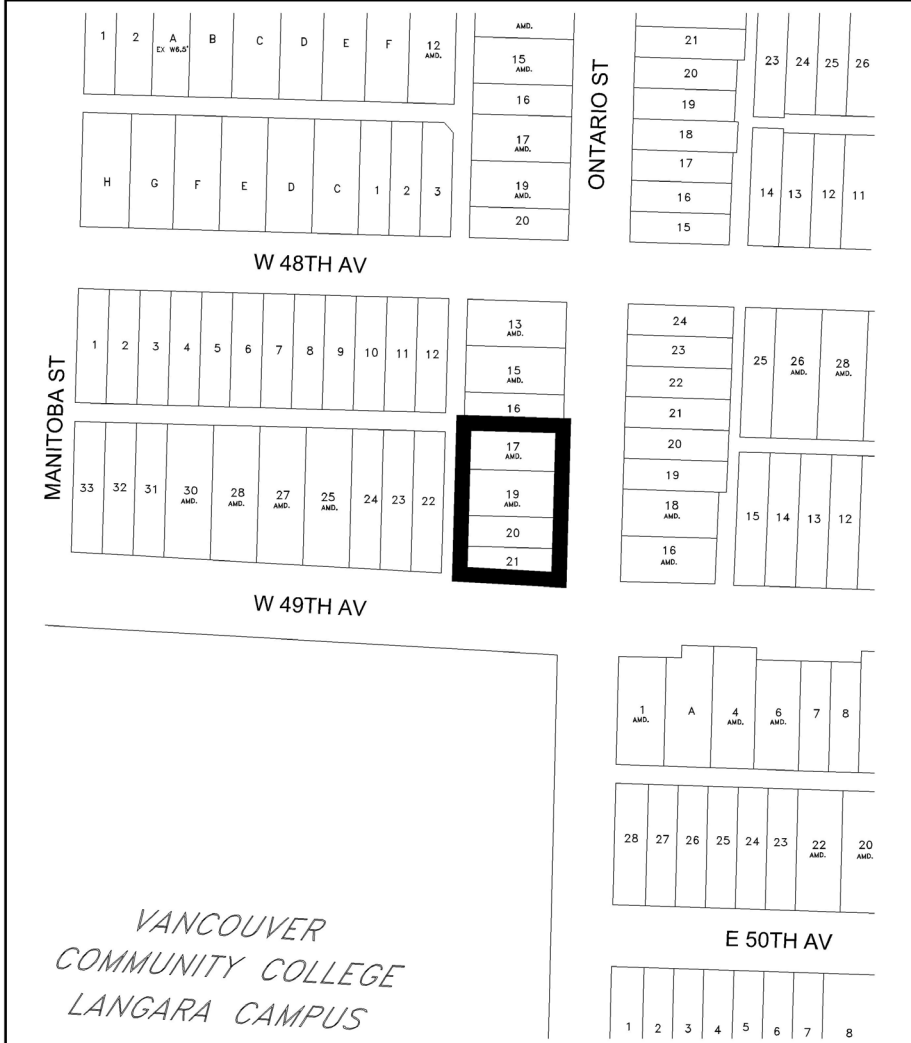 1 2 A B C D E F 12
EX W6.5' AMD.
AMD.
15
AMD.
16
17
AMD.
19
AMD.
20
ONTARIO ST
21
20
19
18
17
16
15
23 24 25 26
14 13 12 11
H G F E D C 1 2 3
W 48TH AV
MANITOBA ST
1 2 3 4 5 6 7 8 9 10 11 12
13
AMD.
15
AMD.
16
17
AMD.
19
AMD.
20
21
24
23
22
21
20
19
18
AMD.
16
AMD.
25 26 28
AMD. AMD.
15 14 13 12
33 32 31 30 28 27 25 24 23 22
AMD. AMD. AMD. AMD.
W 49TH AV
1 A 4 6 7 8
AMD. AMD. AMD.
28 27 26 25 24 23 22 20
AMD. AMD.
E 50TH AV
1 2 3 4 5 6 7 8
VANCOUVER
COMMUNITY COLLEGE
LANGARA CAMPUS